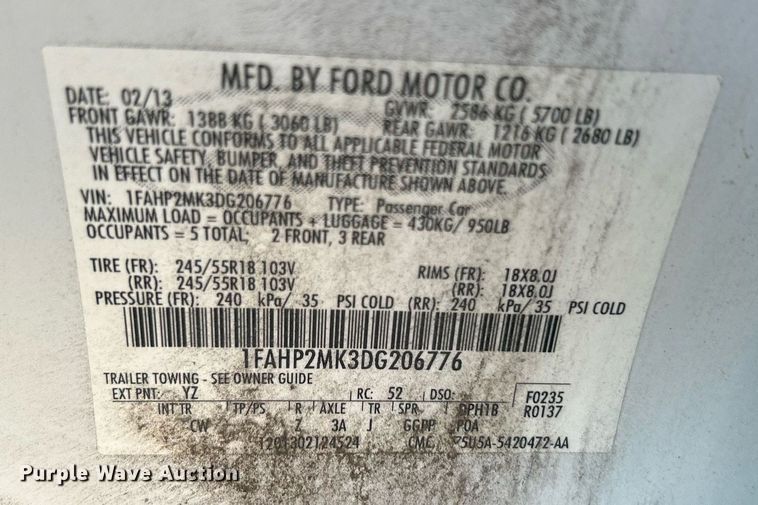 MFD. BY FORD MOTOR CO.
DATE: 02/13 GVWR: 2586 KG ( 5700 LB)
FRONT GAWR: 1388 KG ( 3060 LB) REAR GAWR: 1216 KG ( 2680 LB)
THIS VEHICLE CONFORMS TO ALL APPLICABLE FEDERAL MOTOR
VEHICLE SAFETY, BUMPER, AND THEFT PREVENTION STANDARDS
IN EFFECT ON THE DATE OF MANUFACTURE SHOWN ABOVE.
VIN: 1FAHP2MK3DG206776 TYPE: Passenger Car
MAXIMUM LOAD = OCCUPANTS + LUGGAGE = 430KG/ 950LB
OCCUPANTS = 5 TOTAL; 2 FRONT, 3 REAR
TIRE (FR): 245/55R18 103V RIMS (FR): 18X8.0J
(RR): 245/55R18 103V (RR): 18X8.0J
PRESSURE (FR): 240 kPa/ 35 PSI COLD (RR): 240 kPa/ 35 PSI COLD
1FAHP2MK3DG206776
TRAILER TOWING - SEE OWNER GUIDE
EXT PNT: YZ RC: 52 DSO: F0235
INT TR TP/PS R AXLE TR SPR DPH1B R0137
CW Z 3A J GGPP P0A
1201302124524 CMC 75U5A-5420472-AA
Purple Wave Auction